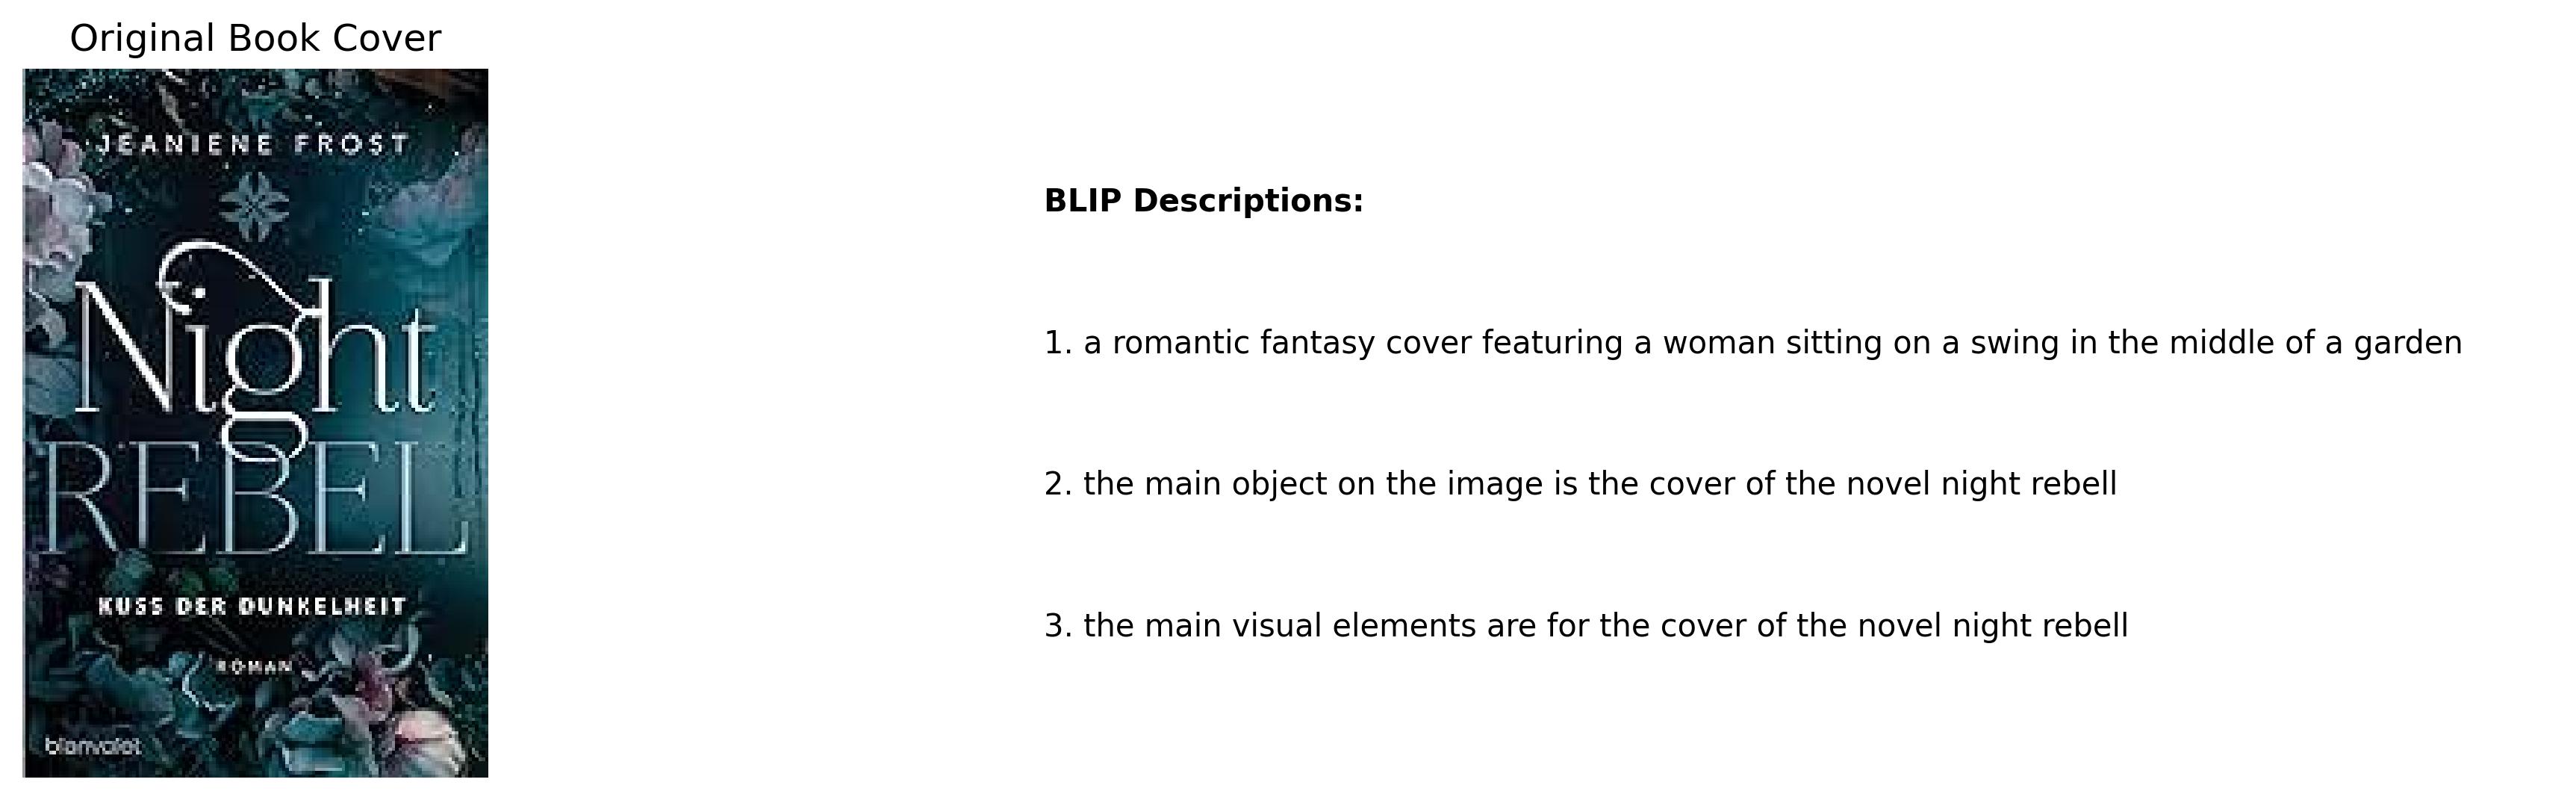 Original Book Cover
JEANIENE FROST
Night
REBEL
KUSS DER DUNKELHEIT
ROMAN
blanvalet
BLIP Descriptions:
1. a romantic fantasy cover featuring a woman sitting on a swing in the middle of a garden
2. the main object on the image is the cover of the novel night rebell
3. the main visual elements are for the cover of the novel night rebell